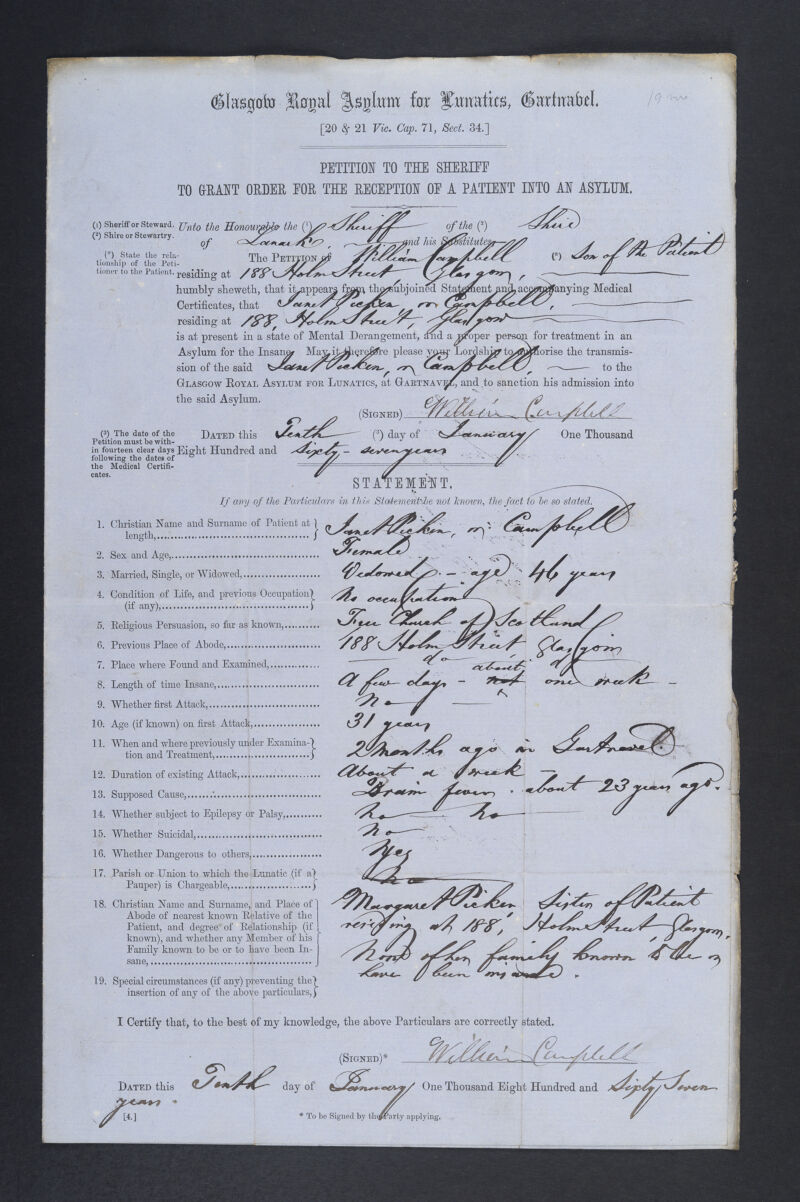 Glasgow Royal Asylum for Lunatics, Gartnavel.
[20 & 21 Vic. Cap. 71, Sect. 34.]
PETITION TO THE SHERIFF
TO GRANT ORDER FOR THE RECEPTION OF A PATIENT INTO AN ASYLUM.
(1) Sheriff or Steward.
(2) Shire or Stewartry.
(*) State the rela-
tionship of the Peti-
tioner to the Patient.
Unto the Honourable the (1) Sheriff of the (2) Shire
of Lanark, and his Substitutes
The PETITION of William Campbell (*) Son of the Patient
residing at 188 Holm Street Glasgow,
humbly sheweth, that it appears from the subjoined Statement and accompanying Medical
Certificates, that Janet Picken, or Campbell,
residing at 188, Holm Street, Glasgow
is at present in a state of Mental Derangement, and a proper person for treatment in an
Asylum for the Insane. May it therefore please your Lordship to authorise the transmis-
sion of the said Janet Picken, or Campbell, to the
GLASGOW ROYAL ASYLUM FOR LUNATICS, at GARTNAVEL, and to sanction his admission into
the said Asylum.
(SIGNED) William Campbell
(3) The date of the
Petition must be with-
in fourteen clear days
following the dates of
the Medical Certifi-
cates.
DATED this Tenth (3) day of January One Thousand
Eight Hundred and sixty-seven years
STATEMENT.
If any of the Particulars in this Statement be not known, the fact to be so stated.
1. Christian Name and Surname of Patient at length, Janet Picken, or Campbell
2. Sex and Age, Female
3. Married, Single, or Widowed, Widowed - age 46 years
4. Condition of Life, and previous Occupation (if any), No occupation
5. Religious Persuasion, so far as known, Free Church of Scotland
6. Previous Place of Abode, 188 Holm Street Glasgow
7. Place where Found and Examined, do do
8. Length of time Insane, A few days - not about one week -
9. Whether first Attack, No
10. Age (if known) on first Attack, 31 years
11. When and where previously under Examina-
tion and Treatment, 2 months ago in Gartnavel.
12. Duration of existing Attack, About a week
13. Supposed Cause, Brain fever. about 23 years ago.
14. Whether subject to Epilepsy or Palsy, No No
15. Whether Suicidal, No
16. Whether Dangerous to others, Yes
17. Parish or Union to which the Lunatic (if a
Pauper) is Chargeable, No
18. Christian Name and Surname, and Place of
Abode of nearest known Relative of the
Patient, and degree of Relationship (if
known), and whether any Member of his
Family known to be or to have been In-
sane,
Margaret Picken Sister of Patient
residing at 188, Holm Street, Glasgow.
None of her family known to be or
have been insane.
19. Special circumstances (if any) preventing the
insertion of any of the above particulars,
I Certify that, to the best of my knowledge, the above Particulars are correctly stated.
(SIGNED)* William Campbell
DATED this Tenth day of January One Thousand Eight Hundred and Sixty Seven
years.
[4.]
* To be Signed by the Party applying.